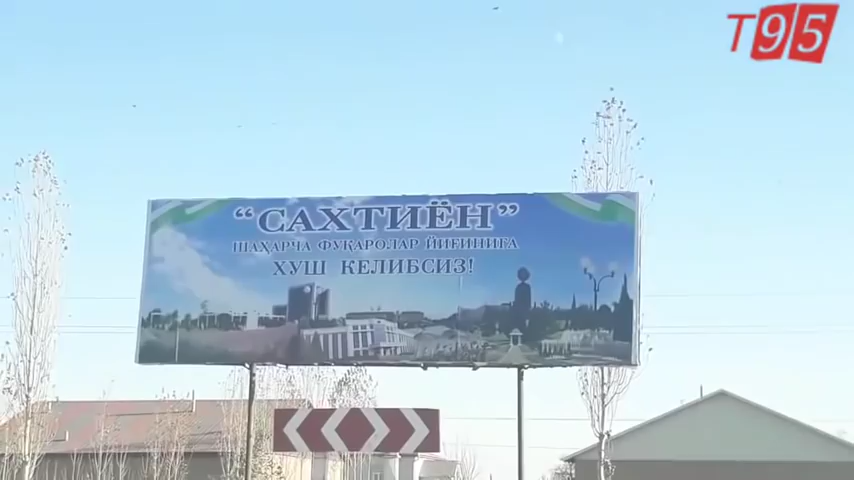 T95
“САХТИЁН”
ШАҲАРЧА ФУҚАРОЛАР ЙИҒИНИГА
ХУШ КЕЛИБСИЗ!